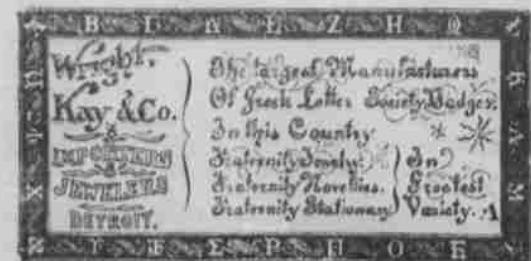 Β Γ Δ Ε Ζ Η Θ
Wright,
Kay & Co.
IMPORTERS
&
JEWELERS
DETROIT.
The largest Manufacturers
Of Greek Letter Society Badges,
In this Country.
Fraternity Jewelry.
Fraternity Novelties.
Fraternity Stationary
In
Greatest
Variety.
Σ Ρ Π Ο Ξ